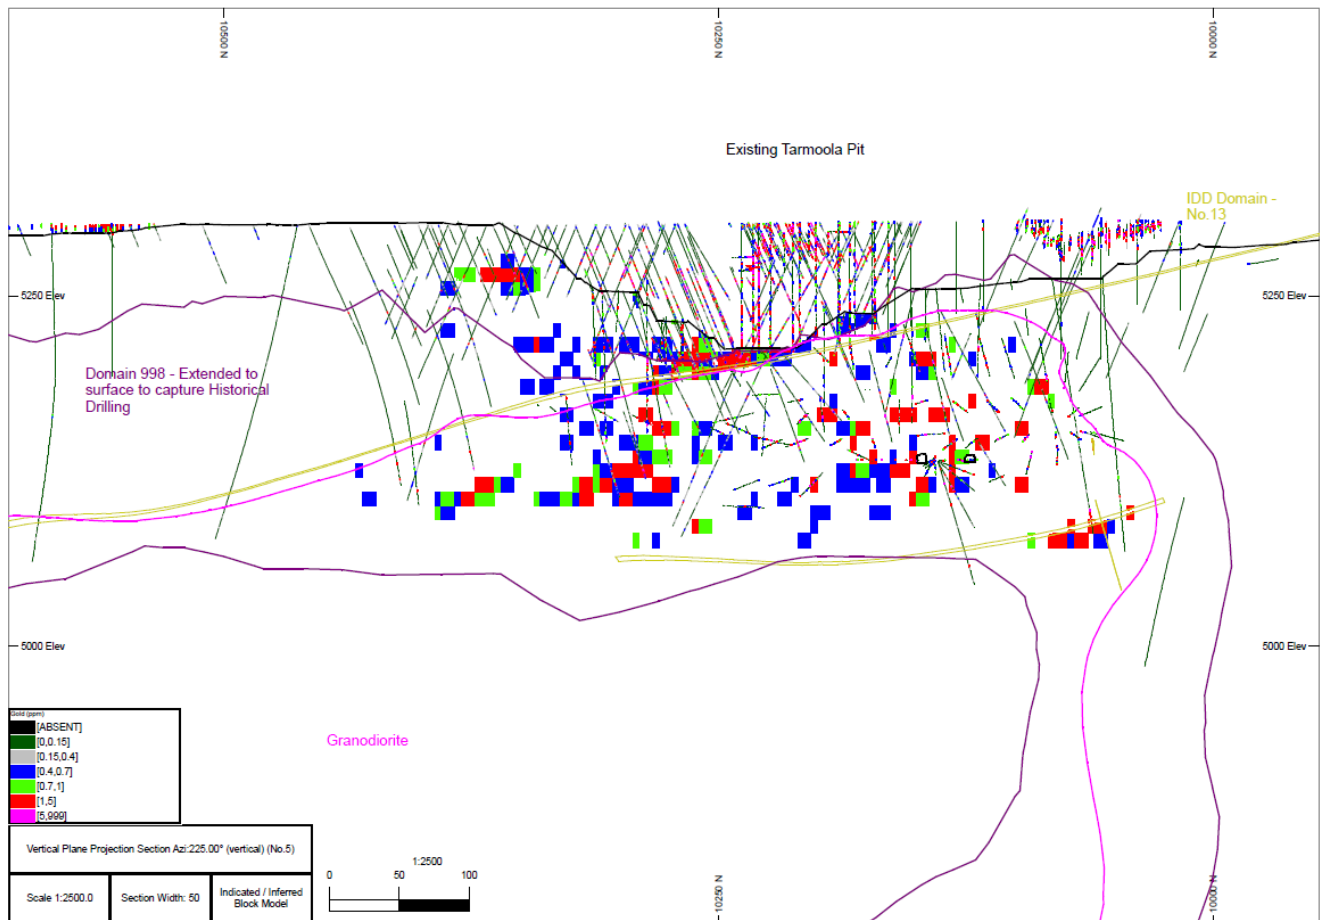 10500 N
10250 N
10000 N
Existing Tarmoola Pit
IDD Domain -
No.13
5250 Elev
5250 Elev
Domain 998 - Extended to
surface to capture Historical
Drilling
5000 Elev
5000 Elev
Granodiorite
Gold (ppm)
[ABSENT]
[0,0.15]
[0.15,0.4]
[0.4,0.7]
[0.7,1]
[1,5]
[5,999]
Vertical Plane Projection Section Azi:225.00° (vertical) (No.5)
Scale 1:2500.0
Section Width: 50
Indicated / Inferred
Block Model
1:2500
0 50 100
10250 N
10000 N